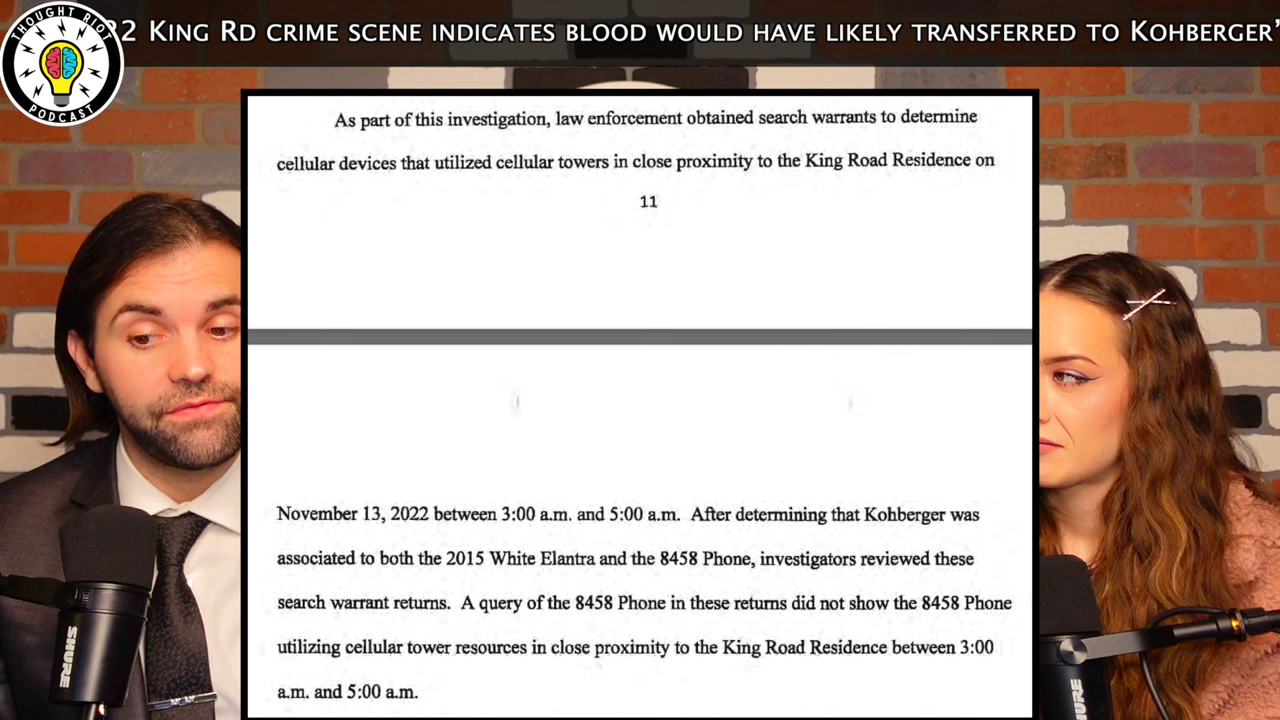 THOUGHT RIOT
PODCAST
22 King Rd crime scene indicates blood would have likely transferred to Kohberger'
As part of this investigation, law enforcement obtained search warrants to determine
cellular devices that utilized cellular towers in close proximity to the King Road Residence on
11
November 13, 2022 between 3:00 a.m. and 5:00 a.m. After determining that Kohberger was
associated to both the 2015 White Elantra and the 8458 Phone, investigators reviewed these
search warrant returns. A query of the 8458 Phone in these returns did not show the 8458 Phone
utilizing cellular tower resources in close proximity to the King Road Residence between 3:00
a.m. and 5:00 a.m.
SHURE
URE